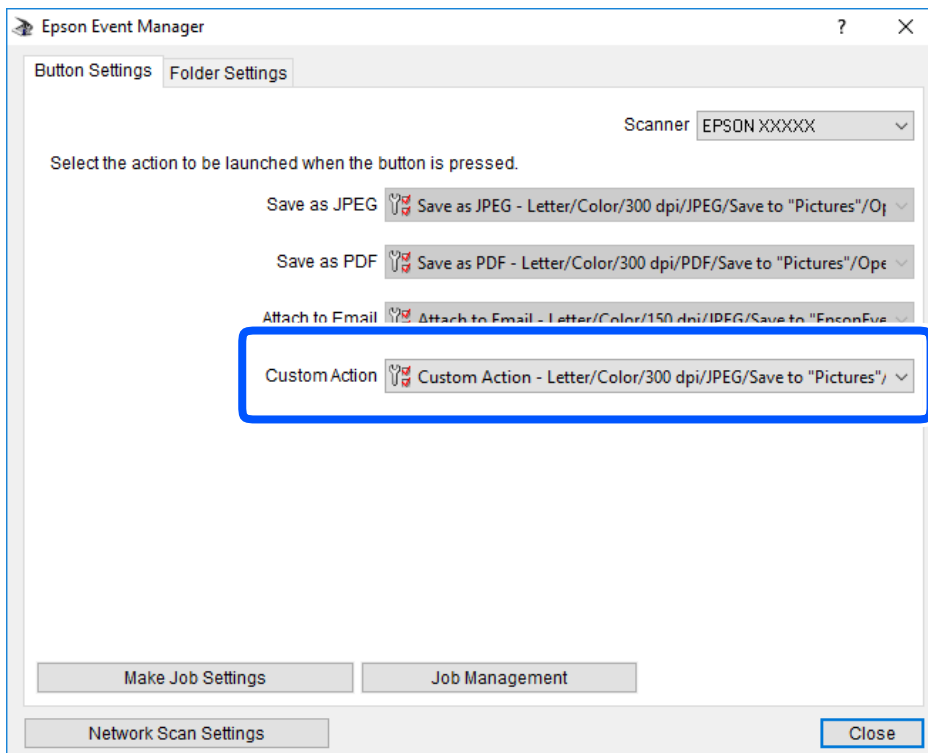 Epson Event Manager
Button Settings
Folder Settings
Scanner EPSON XXXXX
Select the action to be launched when the button is pressed.
Save as JPEG Save as JPEG - Letter/Color/300 dpi/JPEG/Save to "Pictures"/O
Save as PDF Save as PDF - Letter/Color/300 dpi/PDF/Save to "Pictures"/Ope
Attach to Email Attach to Email - Letter/Color/150 dpi/JPEG/Save to "EpsonEve
Custom Action Custom Action - Letter/Color/300 dpi/JPEG/Save to "Pictures"/
Make Job Settings
Job Management
Network Scan Settings
Close